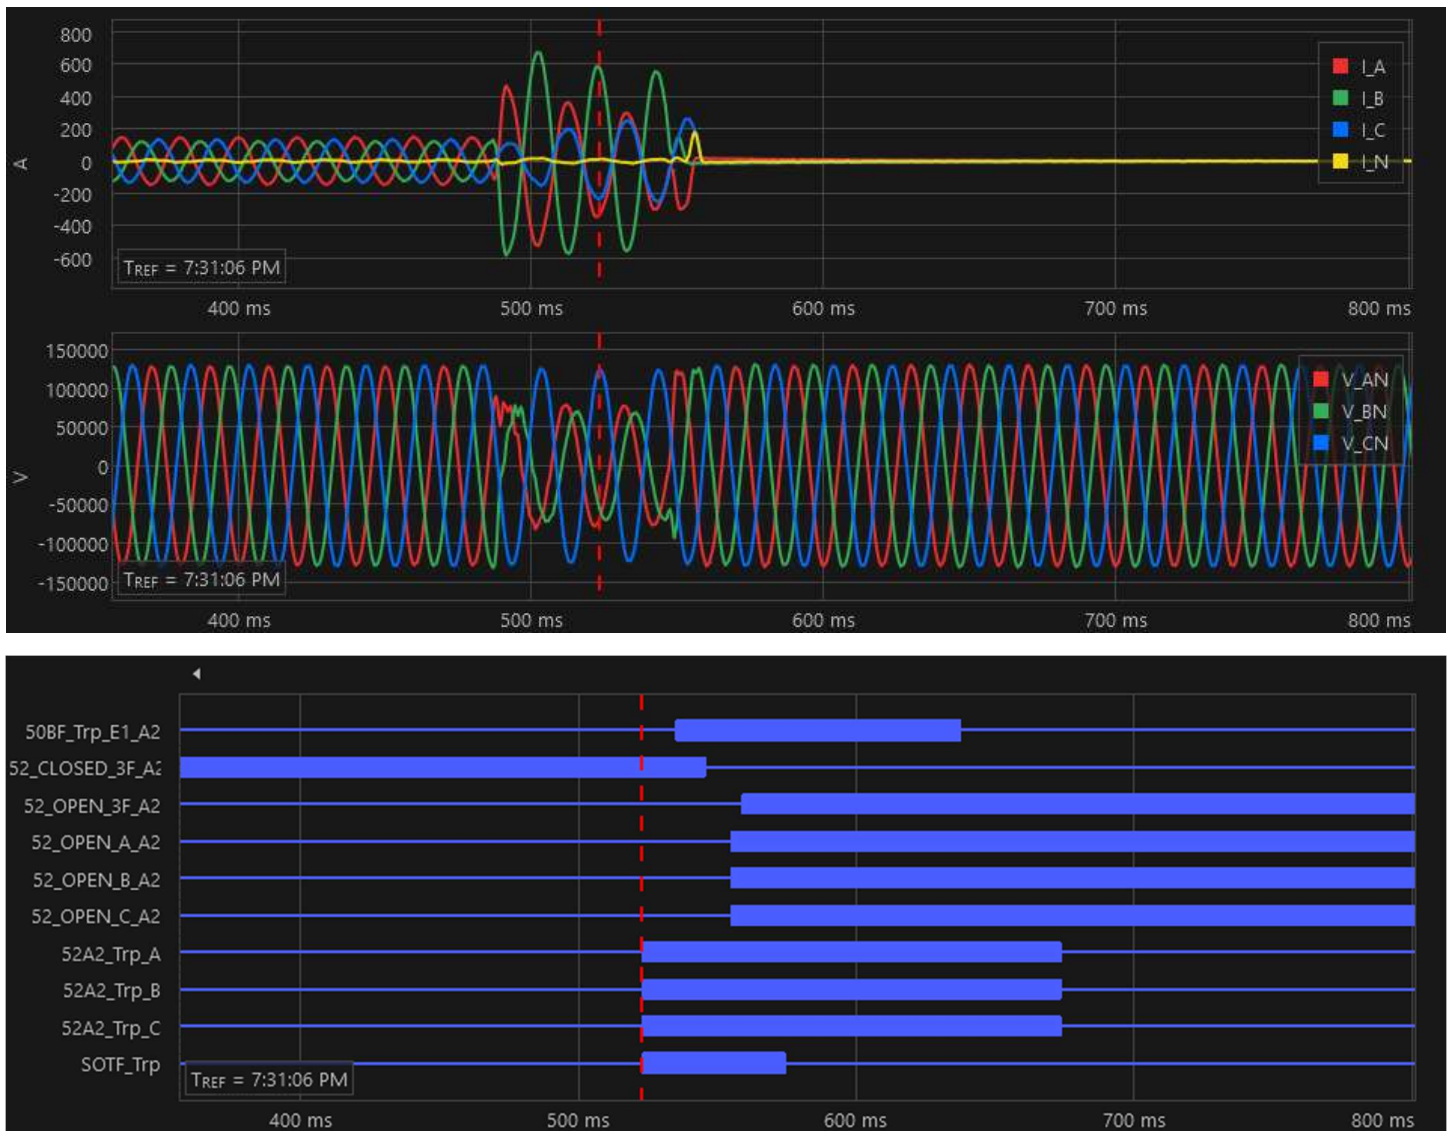 800
600
400
200
0
-200
-400
-600
A
I_A
I_B
I_C
I_N
TREF = 7:31:06 PM
400 ms
500 ms
600 ms
700 ms
800 ms
150000
100000
50000
0
-50000
-100000
-150000
V
V_AN
V_BN
V_CN
TREF = 7:31:06 PM
400 ms
500 ms
600 ms
700 ms
800 ms
50BF_Trp_E1_A2
52_CLOSED_3F_A2
52_OPEN_3F_A2
52_OPEN_A_A2
52_OPEN_B_A2
52_OPEN_C_A2
52A2_Trp_A
52A2_Trp_B
52A2_Trp_C
SOTF_Trp
TREF = 7:31:06 PM
400 ms
500 ms
600 ms
700 ms
800 ms